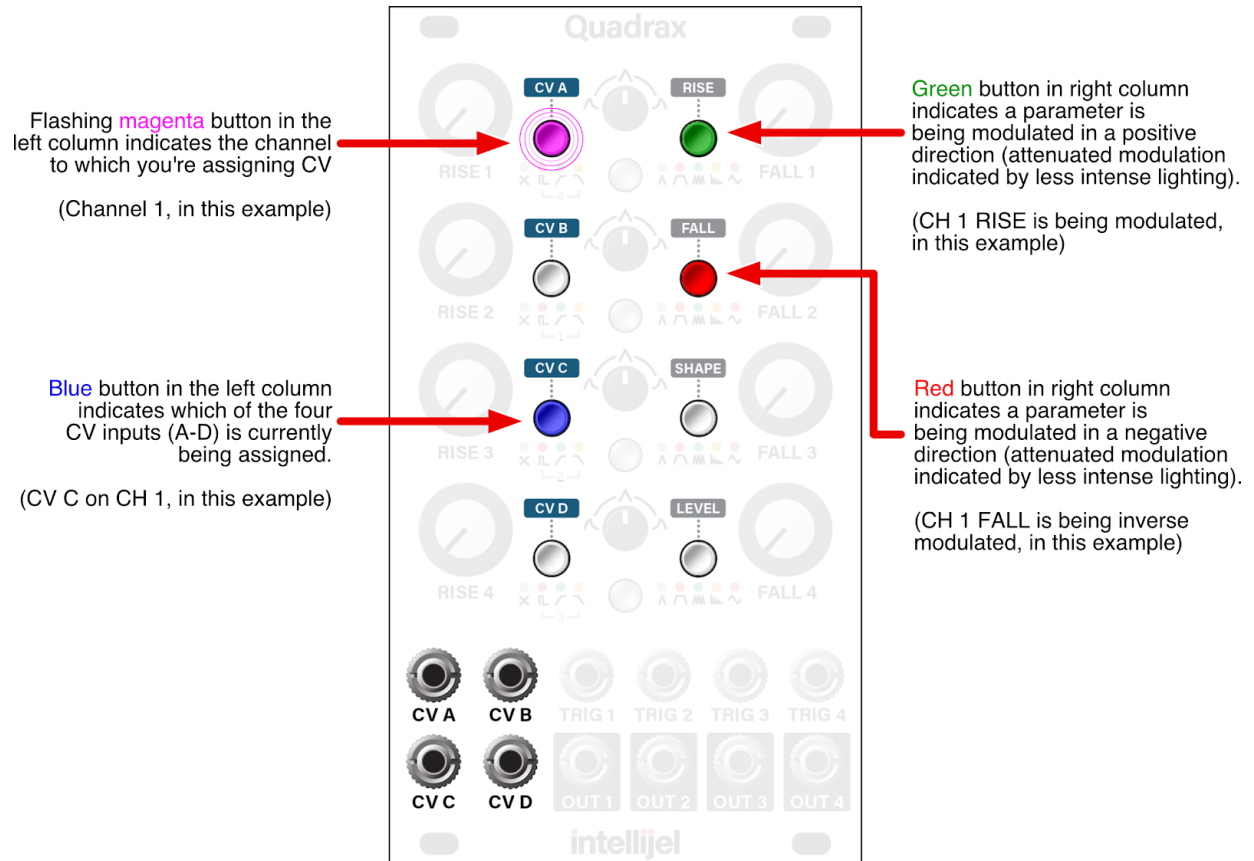 Quadrax
Flashing magenta button in the
left column indicates the channel
to which you're assigning CV
(Channel 1, in this example)
Blue button in the left column
indicates which of the four
CV inputs (A-D) is currently
being assigned.
(CV C on CH 1, in this example)
CV A
RISE
RISE 1
4
FALL 1
CV B
FALL
RISE 2
1
FALL 2
CV C
SHAPE
RISE 3
2
FALL 3
CV D
LEVEL
RISE 4
3
FALL 4
CV A
CV B
TRIG 1
TRIG 2
TRIG 3
TRIG 4
CV C
CV D
OUT 1
OUT 2
OUT 3
OUT 4
intellijel
Green button in right column
indicates a parameter is
being modulated in a positive
direction (attenuated modulation
indicated by less intense lighting).
(CH 1 RISE is being modulated,
in this example)
Red button in right column
indicates a parameter is
being modulated in a negative
direction (attenuated modulation
indicated by less intense lighting).
(CH 1 FALL is being inverse
modulated, in this example)